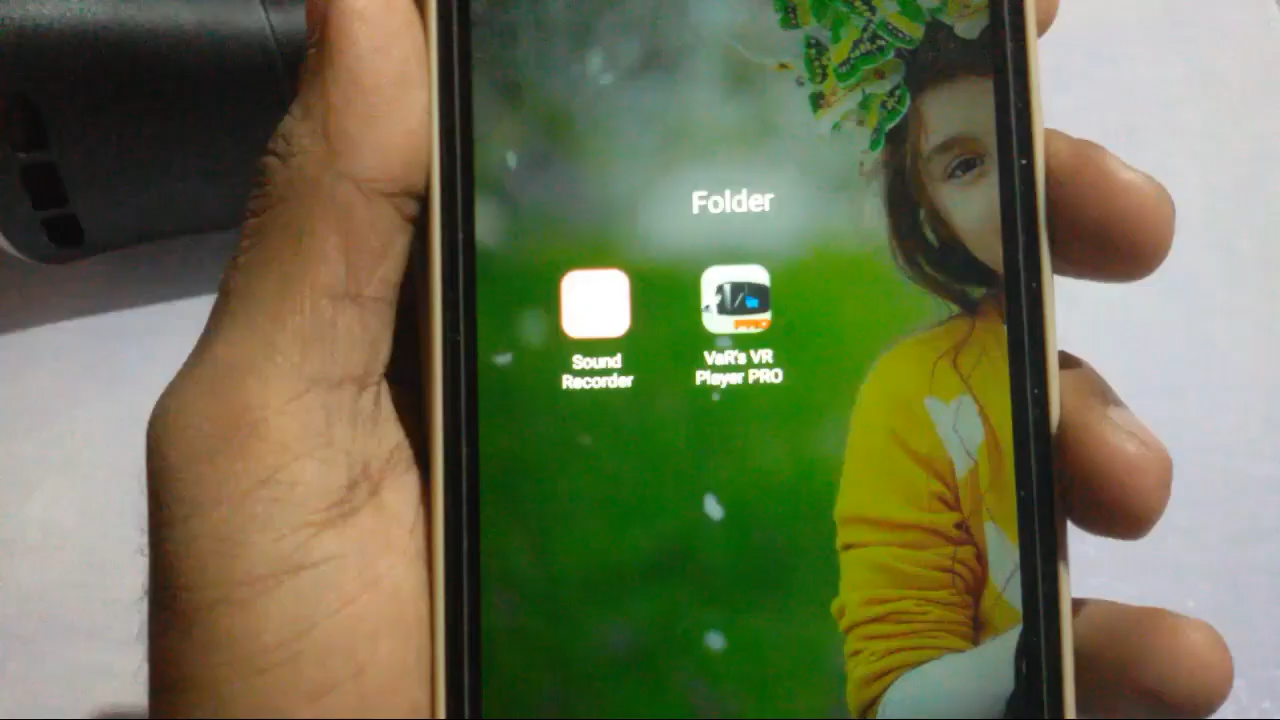 Folder
Sound
Recorder
VaR's VR
Player PRO